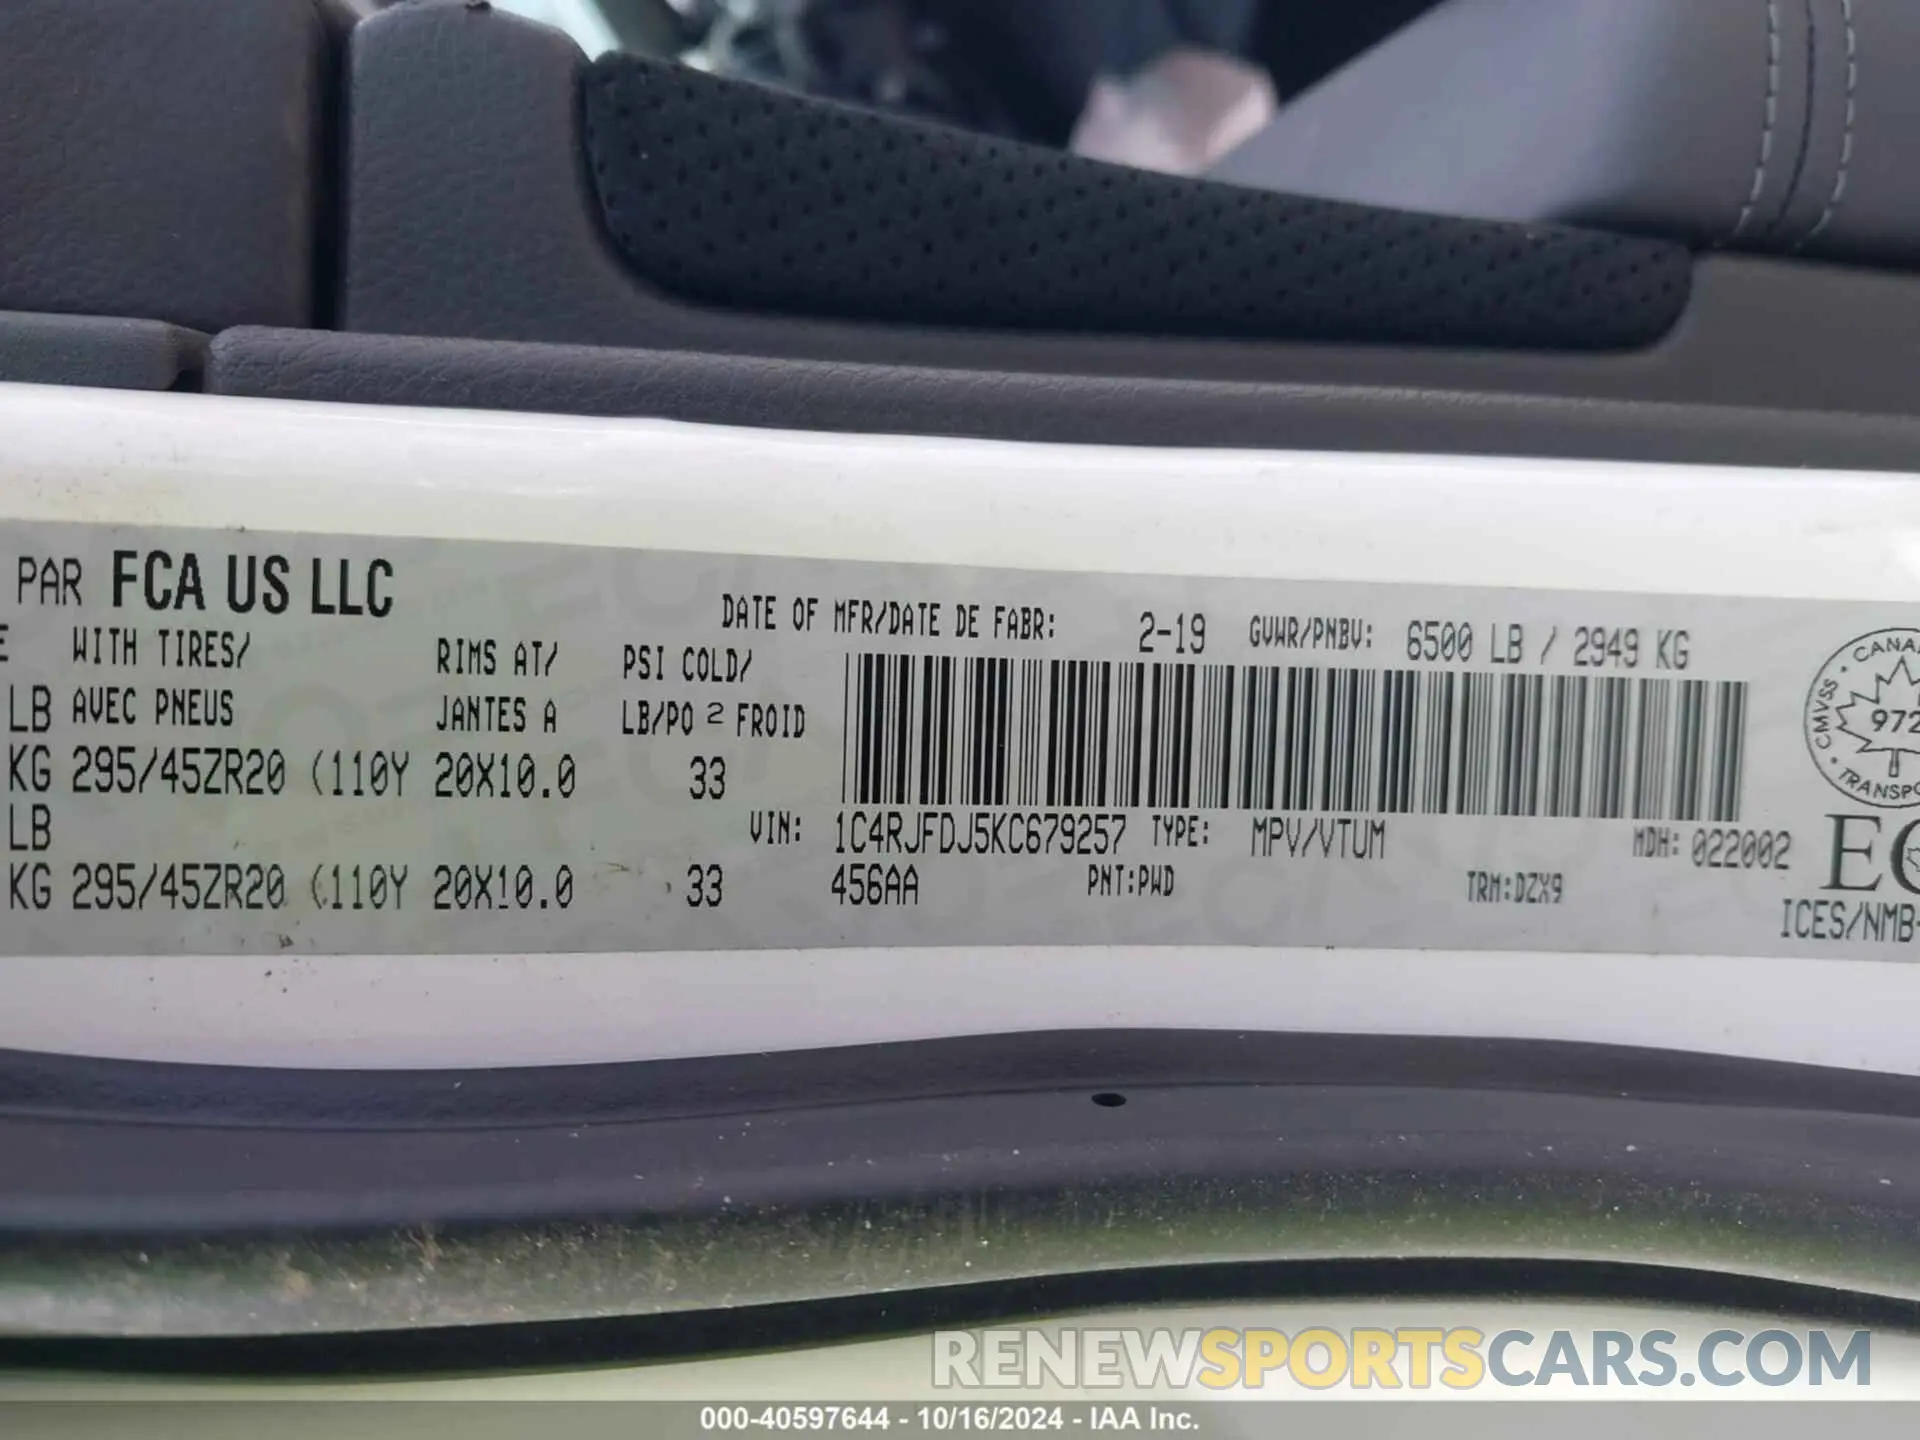 PAR FCA US LLC
DATE OF MFR/DATE DE FABR: 2-19 GVWR/PNBV: 6500 LB / 2949 KG
WITH TIRES/ RIMS AT/ PSI COLD/
LB AVEC PNEUS JANTES A LB/PO 2 FROID
KG 295/45ZR20 (110Y 20X10.0 33
LB
VIN: 1C4RJFDJ5KC679257 TYPE: MPV/VTUM MDH: 022002
KG 295/45ZR20 (110Y 20X10.0 33 456AA PNT:PWD TRM:DZX9
CMVSS
972
ICES/NMB-
RENEWSPORTSCARS.COM
000-40597644 - 10/16/2024 - IAA Inc.